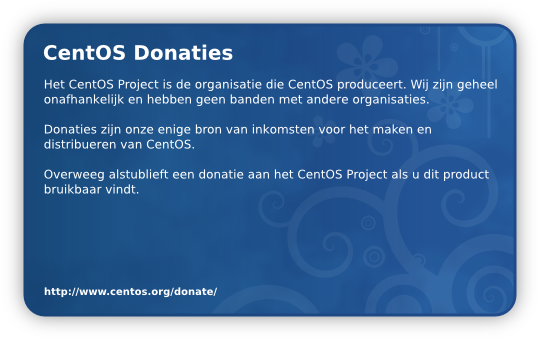 CentOS Donaties
Het CentOS Project is de organisatie die CentOS produceert. Wij zijn geheel
onafhankelijk en hebben geen banden met andere organisaties.
Donaties zijn onze enige bron van inkomsten voor het maken en
distribueren van CentOS.
Overweeg alstublieft een donatie aan het CentOS Project als u dit product
bruikbaar vindt.
http://www.centos.org/donate/